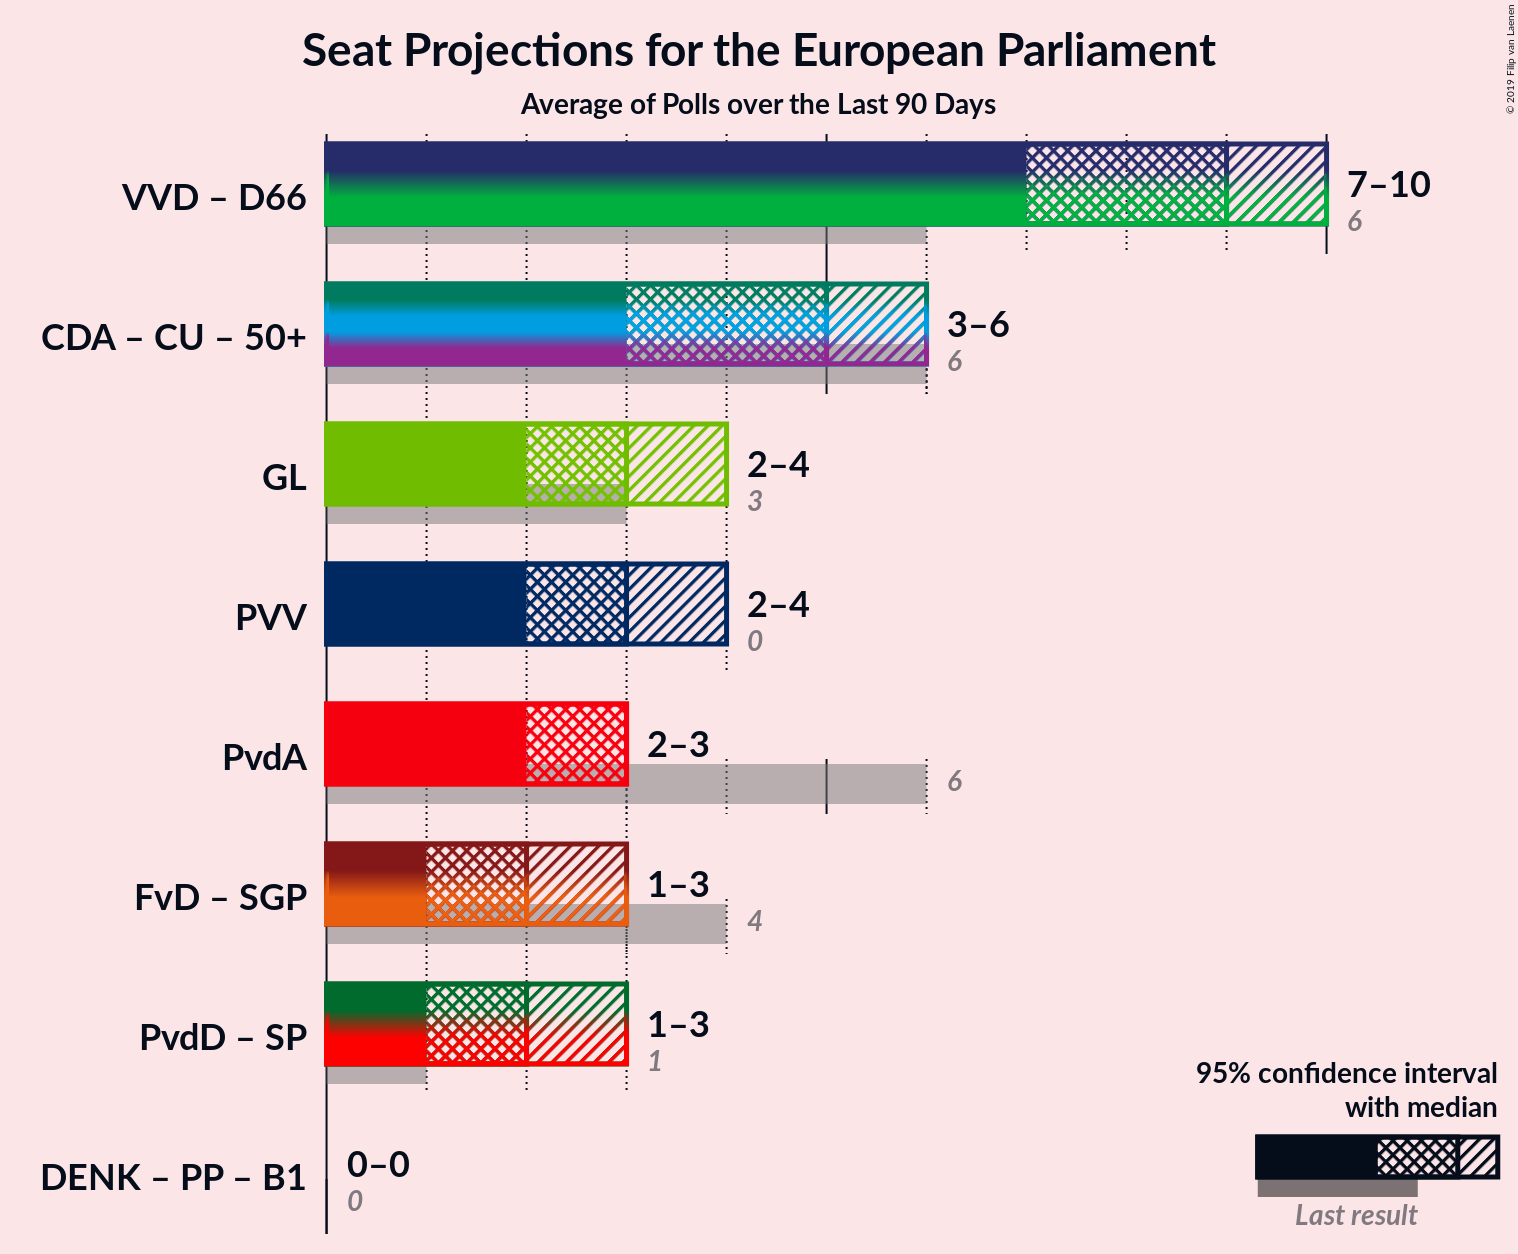 Seat Projections for the European Parliament
Average of Polls over the Last 90 Days
© 2019 Filip van Laenen
VVD – D66
7–10
6
CDA – CU – 50+
3–6
6
GL
2–4
3
PVV
2–4
0
PvdA
2–3
6
FvD – SGP
1–3
4
PvdD – SP
1–3
1
DENK – PP – B1
0–0
0
95% confidence interval
with median
Last result